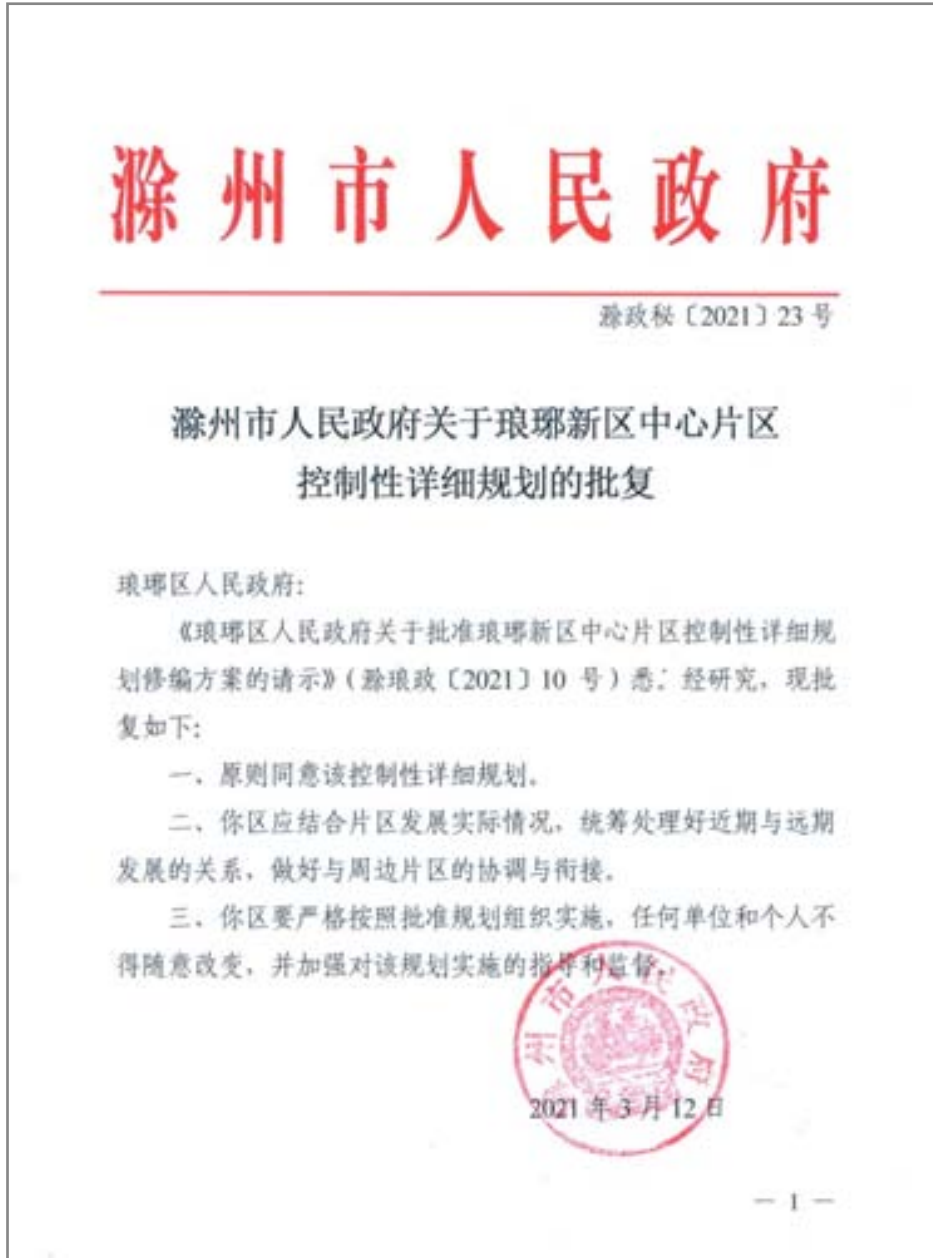 滁州市人民政府
滁政秘〔2021〕23 号
滁州市人民政府关于琅琊新区中心片区
控制性详细规划的批复
琅琊区人民政府:
《琅琊区人民政府关于批准琅琊新区中心片区控制性详细规
划修编方案的请示》(滁琅政〔2021〕10 号)悉。经研究,现批
复如下:
一、原则同意该控制性详细规划。
二、你区应结合片区发展实际情况,统筹处理好近期与远期
发展的关系,做好与周边片区的协调与衔接。
三、你区要严格按照批准规划组织实施,任何单位和个人不
得随意改变,并加强对该规划实施的指导和监督。
州市人民政府
2021 年 3 月 12 日
— 1 —